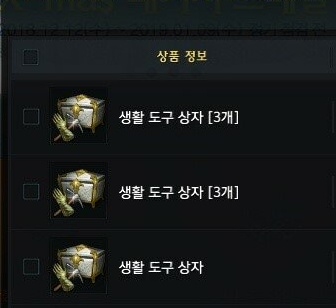 상품 정보
생활 도구 상자 [3개]
생활 도구 상자 [3개]
생활 도구 상자